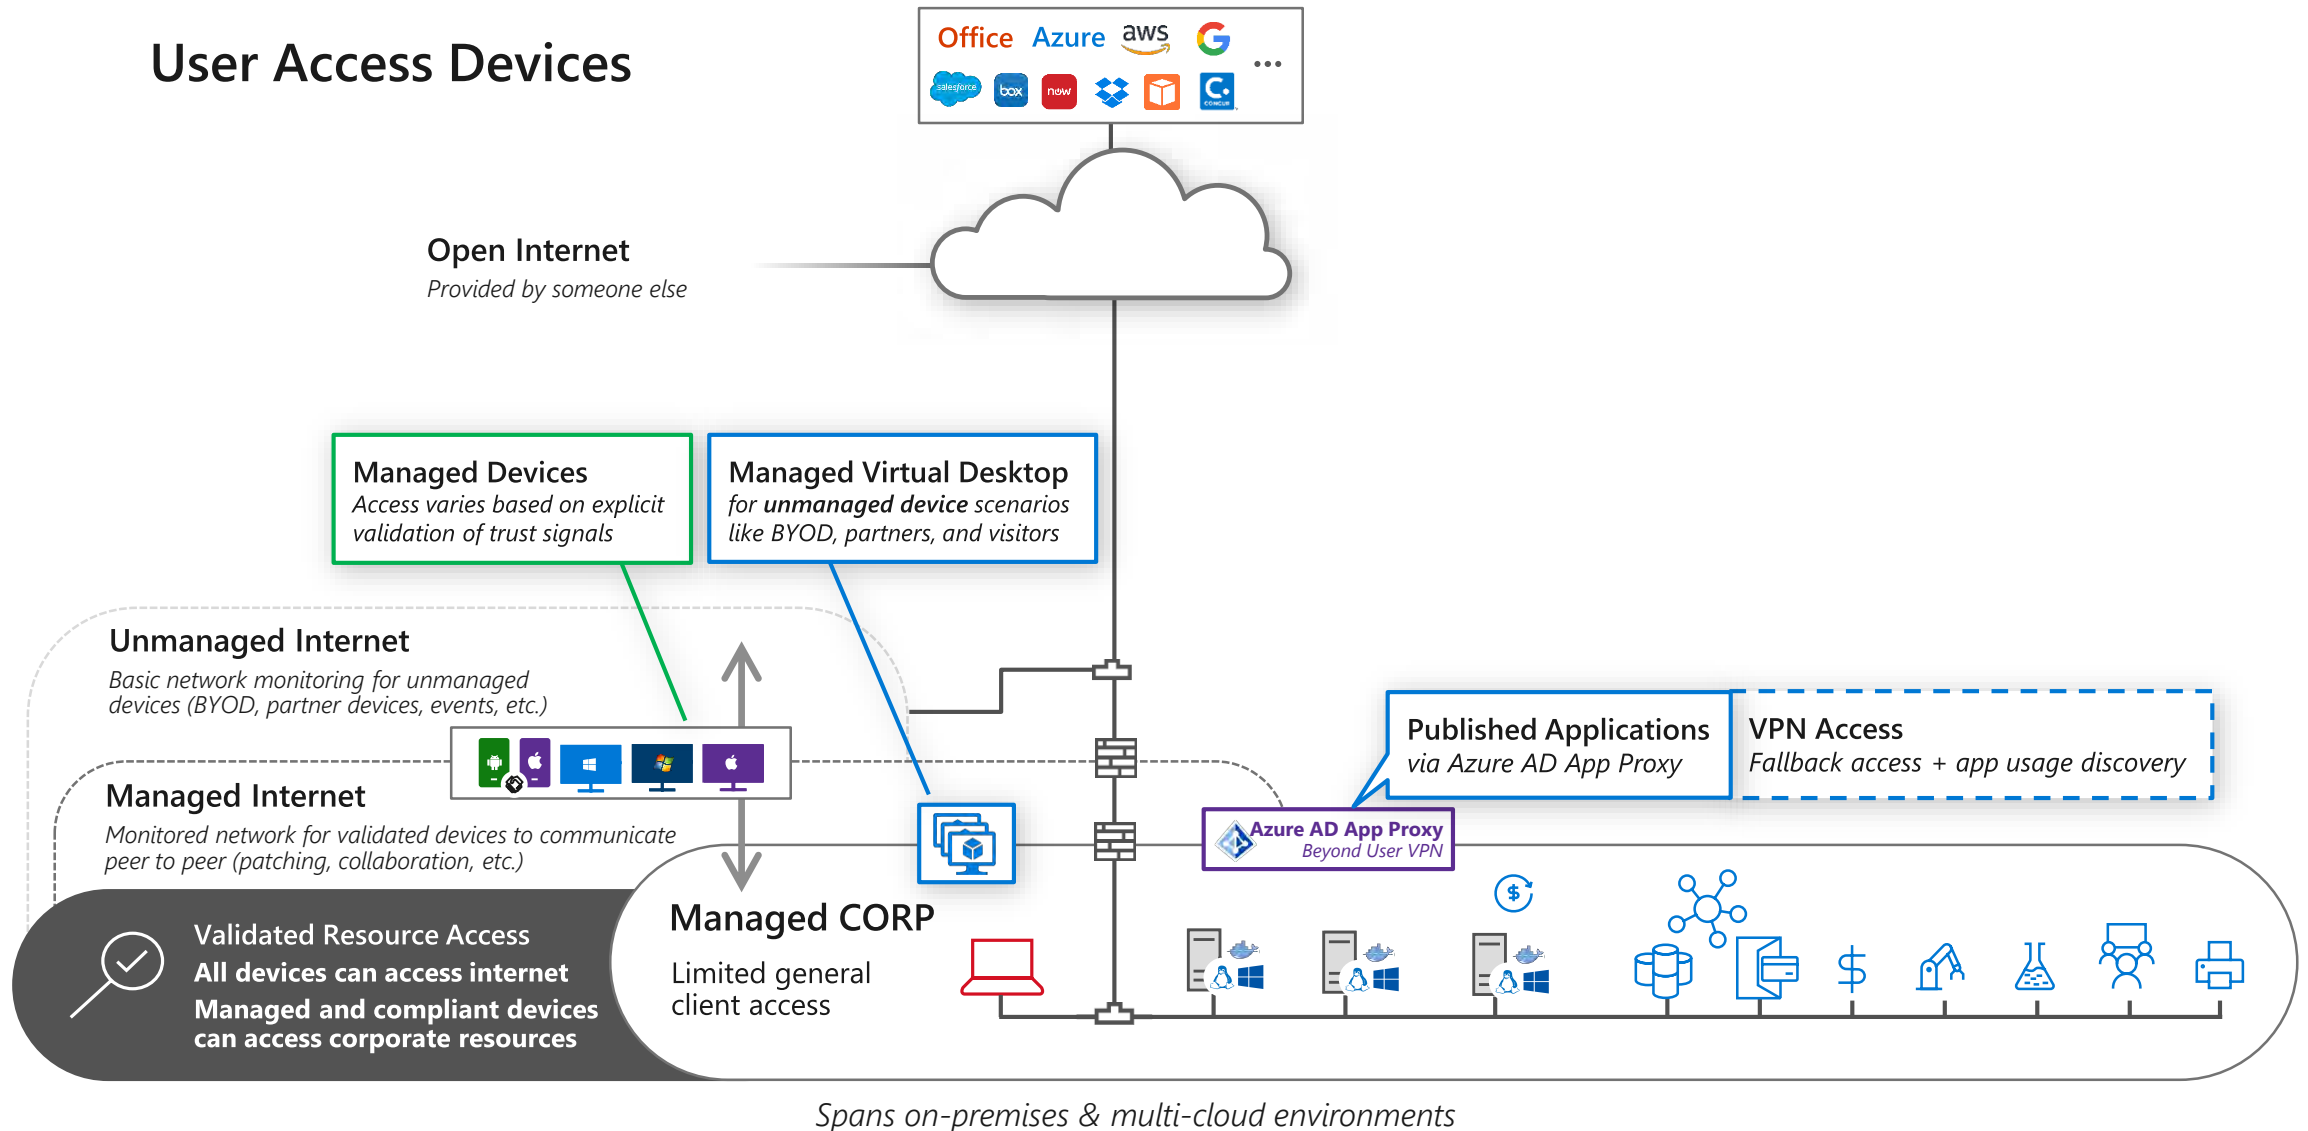 User Access Devices
Office Azure aws
salesforce box now CONCUR
Open Internet
Provided by someone else
Managed Devices
Access varies based on explicit
validation of trust signals
Managed Virtual Desktop
for unmanaged device scenarios
like BYOD, partners, and visitors
Unmanaged Internet
Basic network monitoring for unmanaged
devices (BYOD, partner devices, events, etc.)
Managed Internet
Monitored network for validated devices to communicate
peer to peer (patching, collaboration, etc.)
Published Applications
via Azure AD App Proxy
VPN Access
Fallback access + app usage discovery
Azure AD App Proxy
Beyond User VPN
Validated Resource Access
All devices can access internet
Managed and compliant devices
can access corporate resources
Managed CORP
Limited general
client access
Spans on-premises & multi-cloud environments